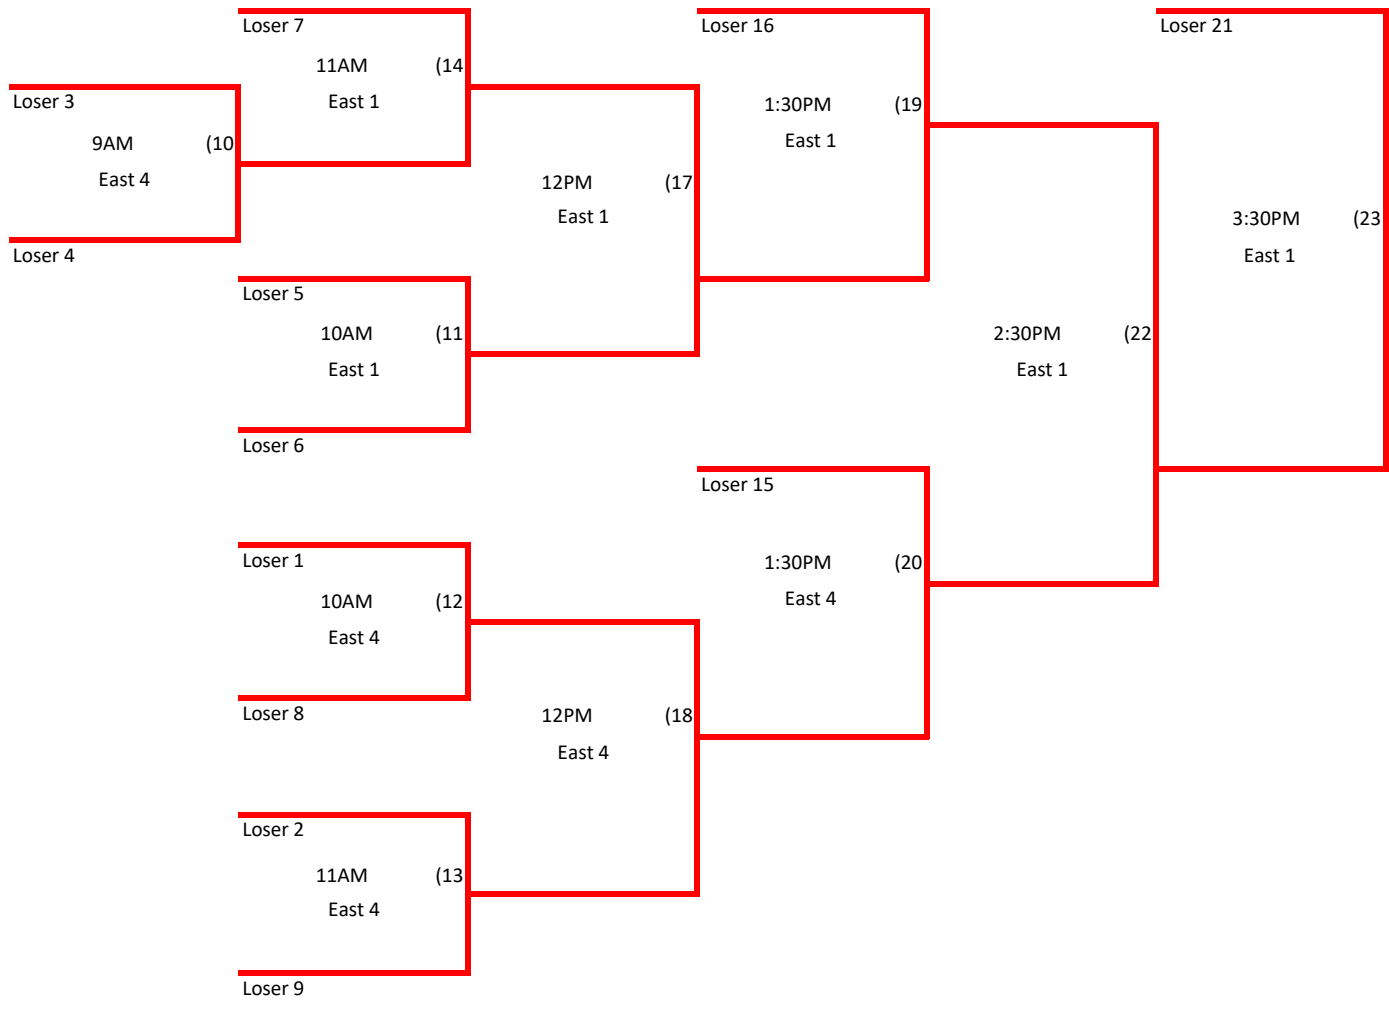 Loser 7
Loser 16
Loser 21
11AM (14
East 1
Loser 3
1:30PM (19
East 1
9AM (10
East 4
12PM (17
East 1
3:30PM (23
East 1
Loser 4
Loser 5
10AM (11
East 1
2:30PM (22
East 1
Loser 6
Loser 15
Loser 1
1:30PM (20
East 4
10AM (12
East 4
Loser 8
12PM (18
East 4
Loser 2
11AM (13
East 4
Loser 9